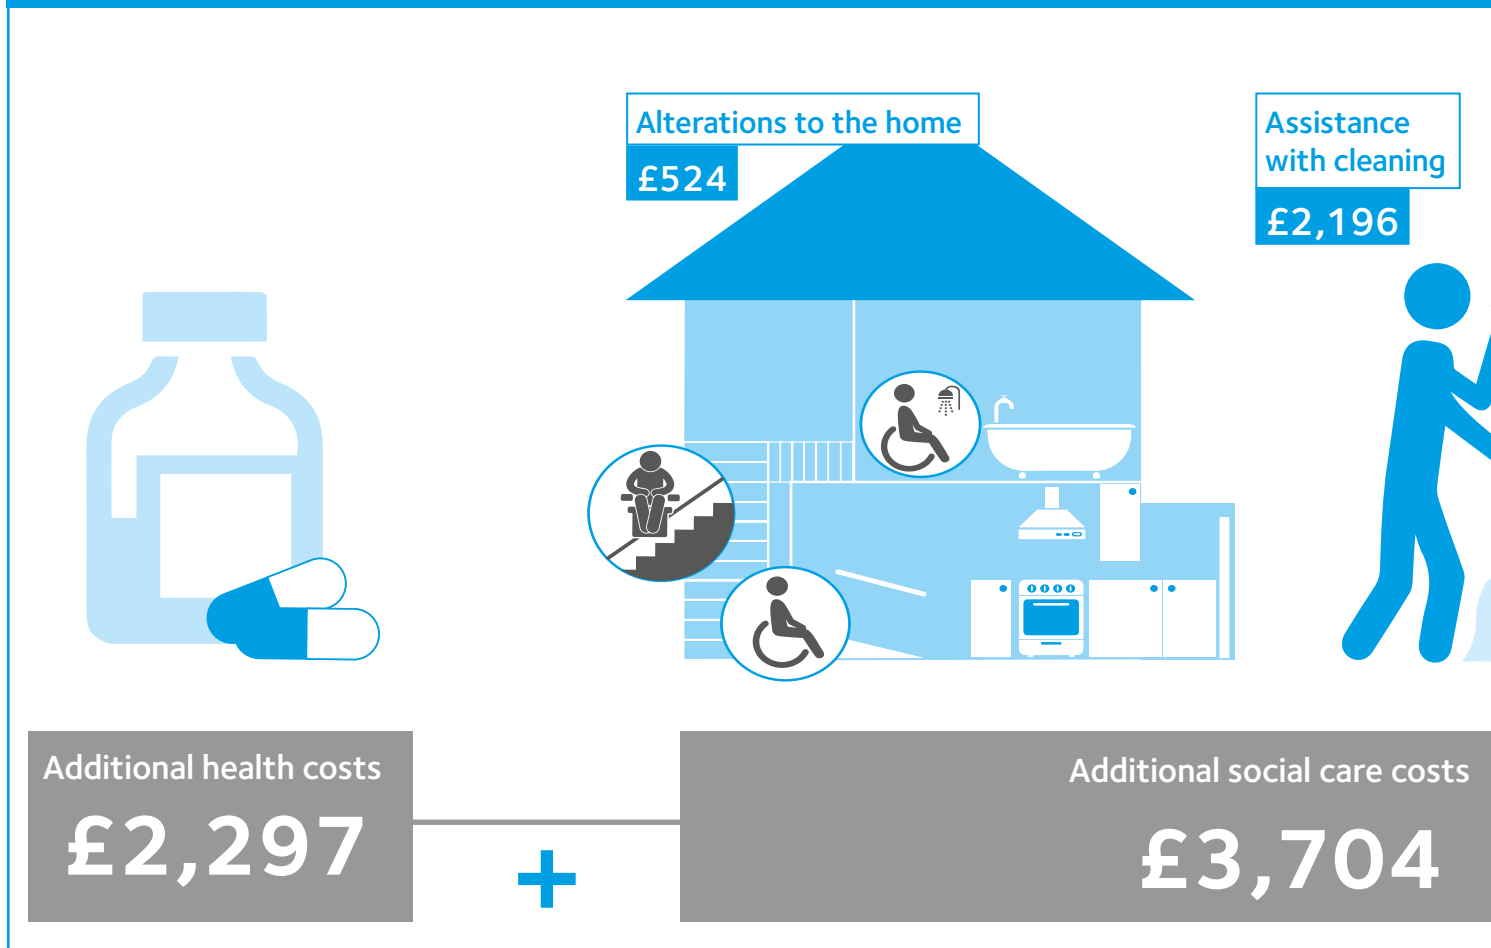 Alterations to the home
£524
Assistance
with cleaning
£2,196
Additional health costs
£2,297
+
Additional social care costs
£3,704